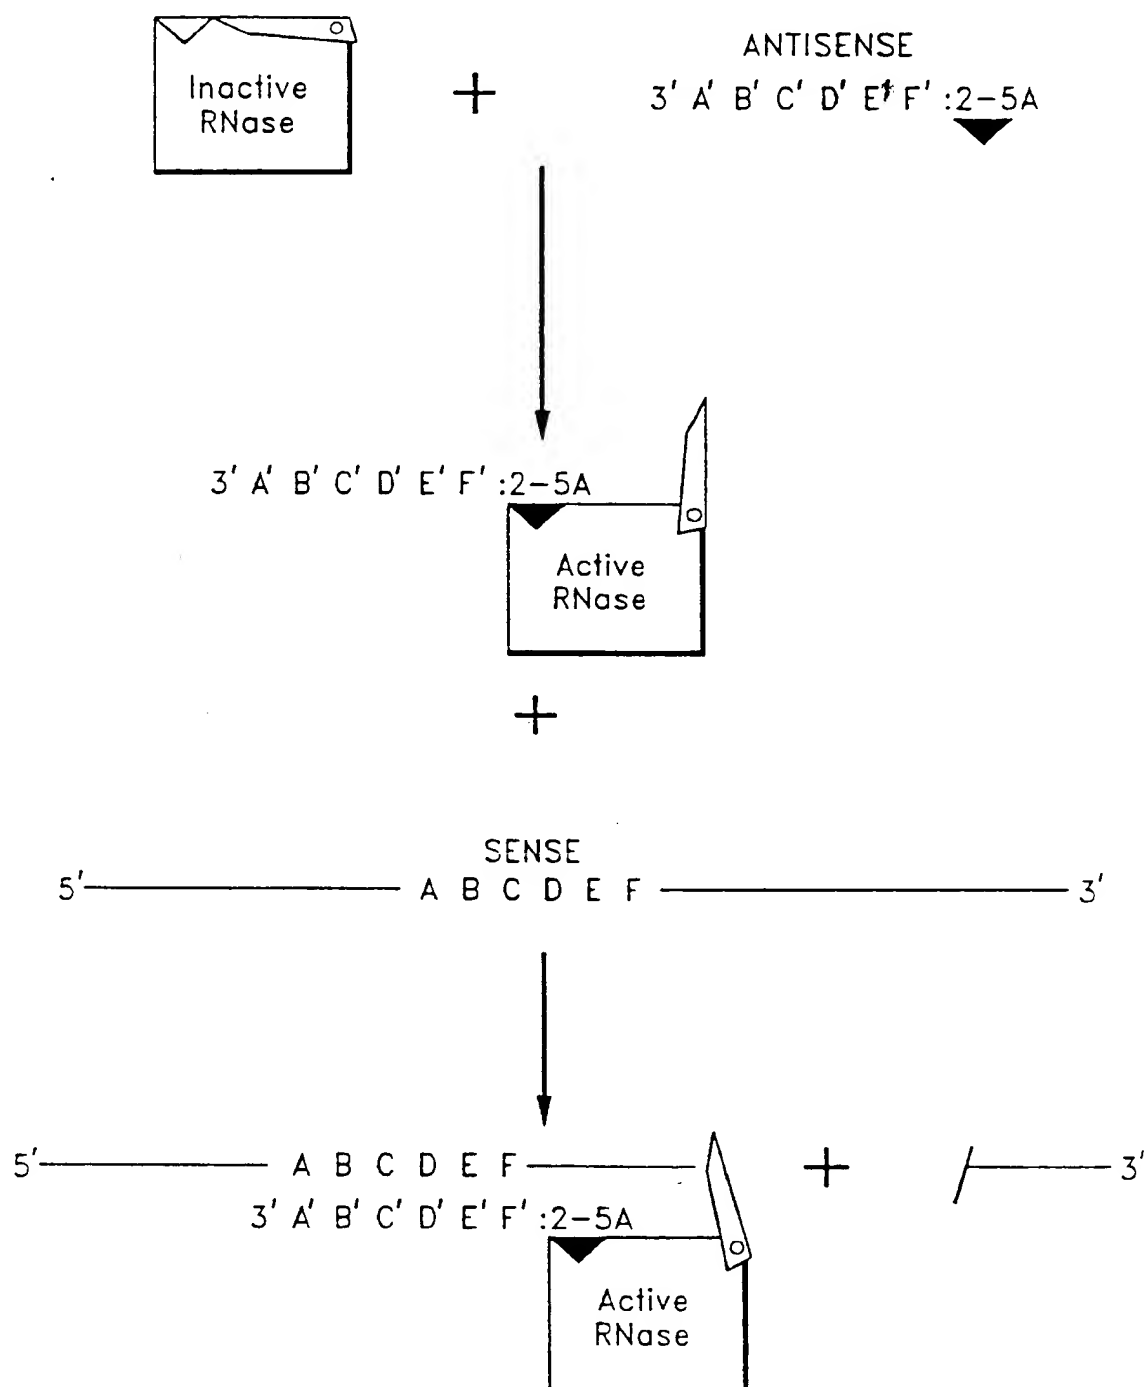 ANTISENSE
Inactive
RNase
+
3' A' B' C' D' E' F' :2-5A
3' A' B' C' D' E' F' :2-5A
Active
RNase
+
SENSE
5' A B C D E F 3'
5' A B C D E F + 3'
3' A' B' C' D' E' F' :2-5A
Active
RNase